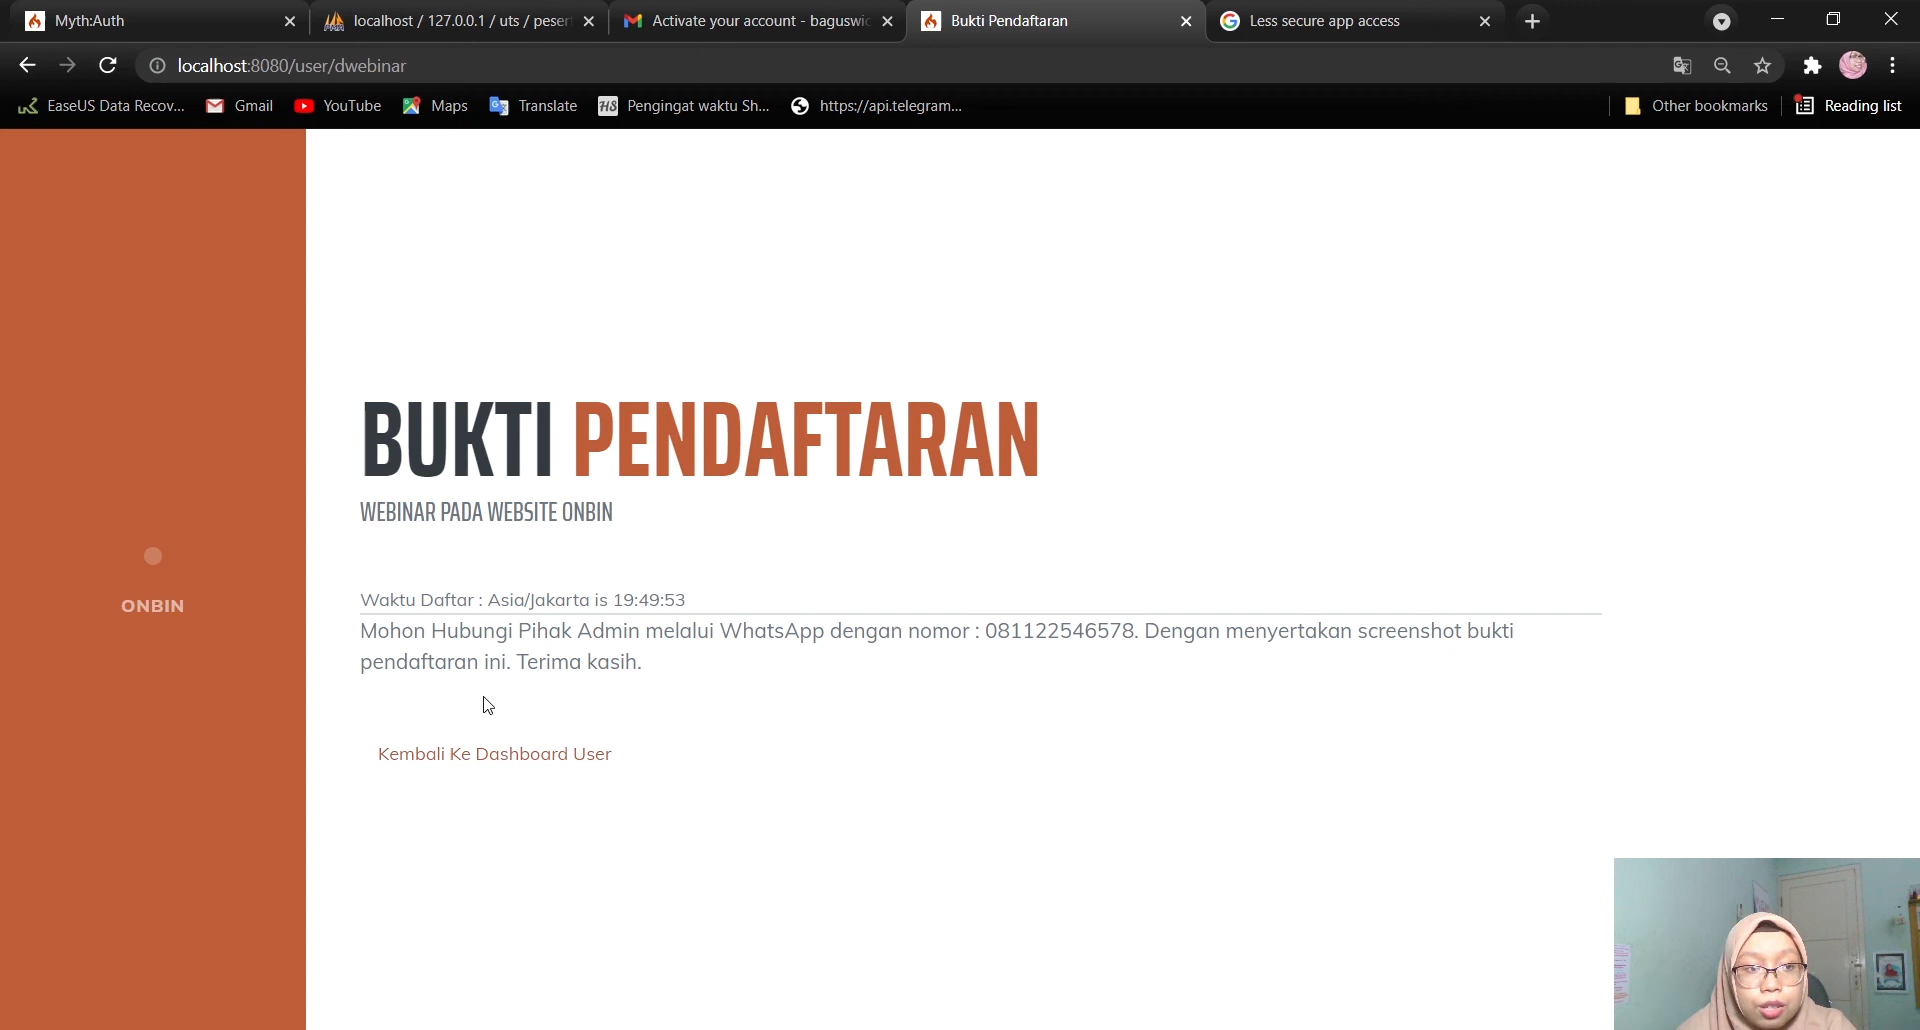 Myth:Auth
localhost / 127.0.0.1 / uts / peser
Activate your account - baguswic
Bukti Pendaftaran
Less secure app access
localhost:8080/user/dwebinar
EaseUS Data Recov...
Gmail
YouTube
Maps
Translate
HS
Pengingat waktu Sh...
https://api.telegram...
Other bookmarks
Reading list
BUKTI PENDAFTARAN
WEBINAR PADA WEBSITE ONBIN
ONBIN
Waktu Daftar : Asia/Jakarta is 19:49:53
Mohon Hubungi Pihak Admin melalui WhatsApp dengan nomor : 081122546578. Dengan menyertakan screenshot bukti
pendaftaran ini. Terima kasih.
Kembali Ke Dashboard User